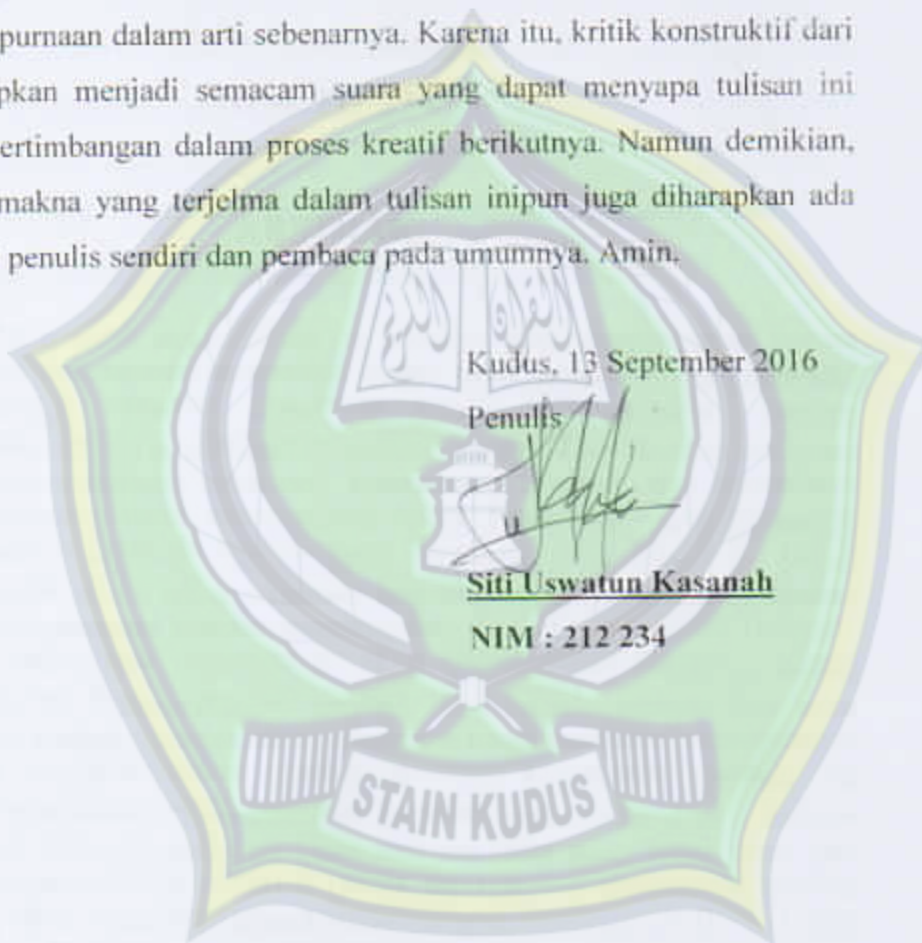 purnaan dalam arti sebenarnya. Karena itu, kritik konstruktif dari
pkan menjadi semacam suara yang dapat menyapa tulisan ini
ertimbangan dalam proses kreatif berikutnya. Namun demikian,
makna yang terjelma dalam tulisan inipun juga diharapkan ada
penulis sendiri dan pembaca pada umumnya. Amin.
Kudus, 13 September 2016
Penulis
Siti Uswatun Kasanah
NIM : 212 234
STAIN KUDUS